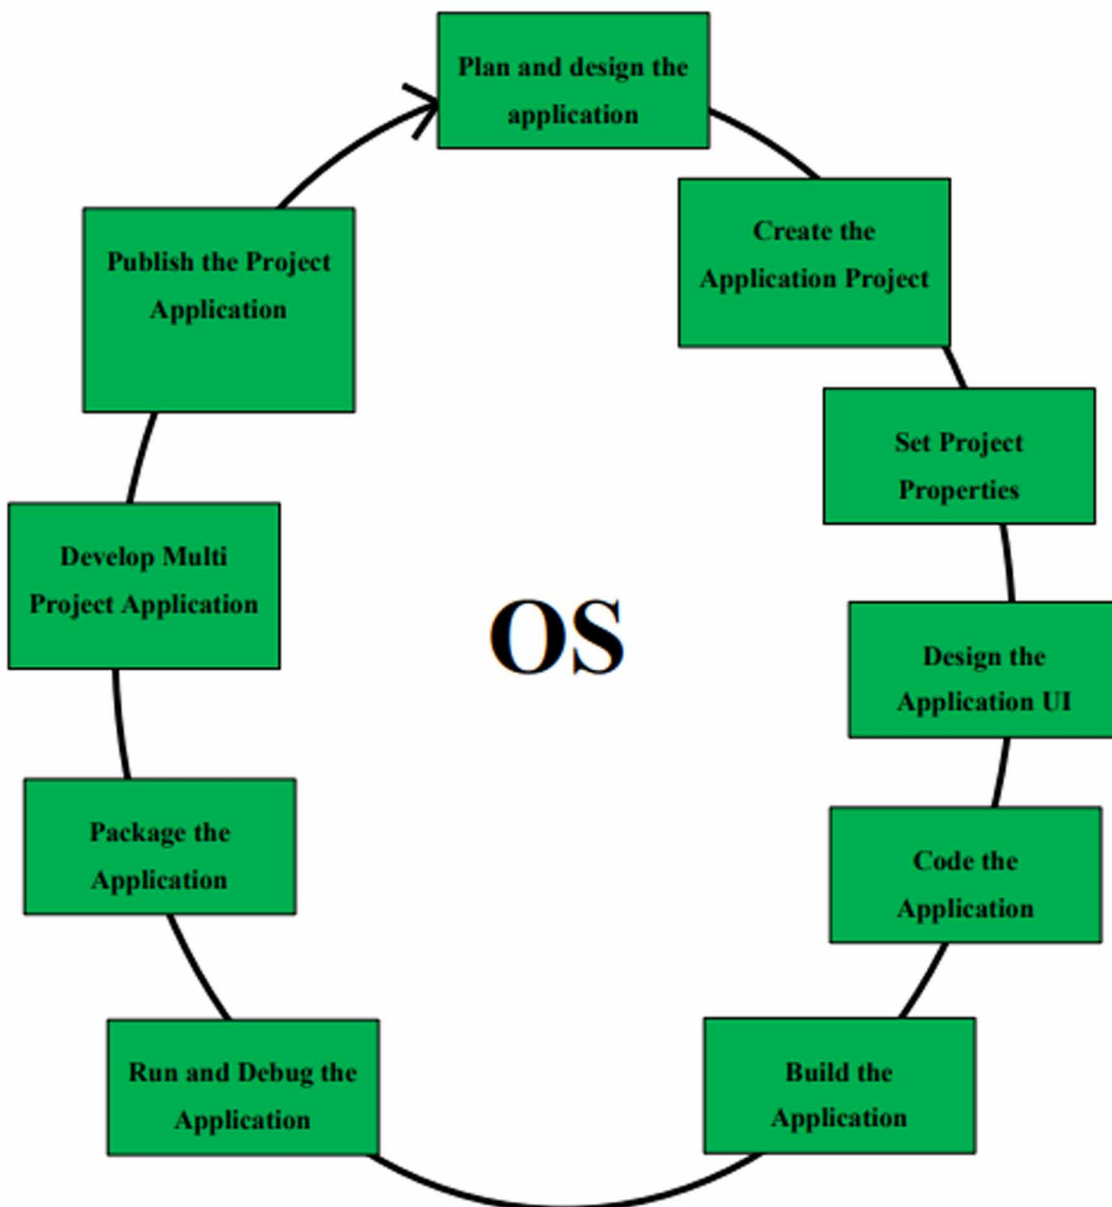 Plan and design the
application
Create the
Application Project
Set Project
Properties
Design the
Application UI
Code the
Application
Build the
Application
Run and Debug the
Application
Package the
Application
Develop Multi
Project Application
Publish the Project
Application
OS